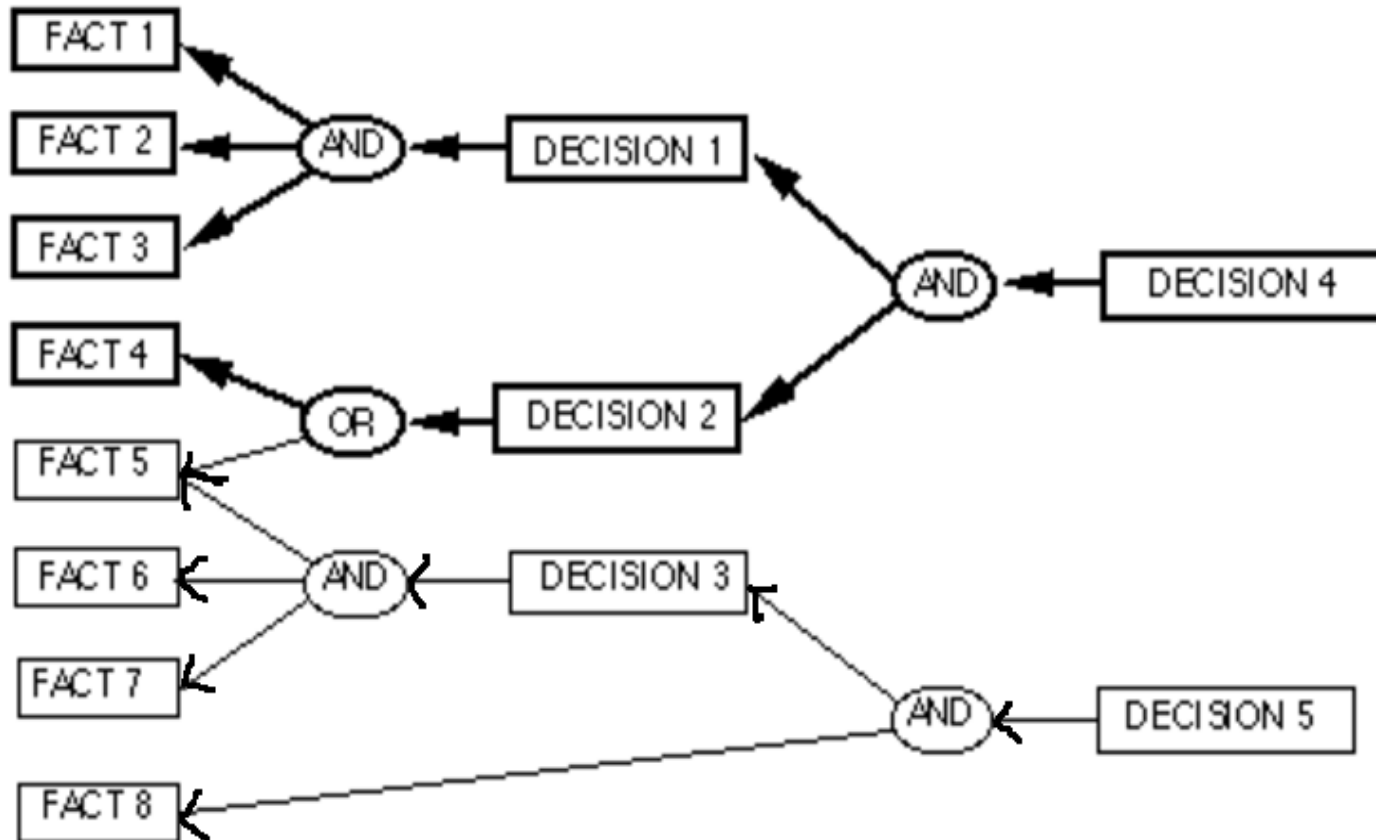 FACT 1
FACT 2
AND
DECISION 1
FACT 3
AND
DECISION 4
FACT 4
OR
DECISION 2
FACT 5
FACT 6
AND
DECISION 3
FACT 7
AND
DECISION 5
FACT 8